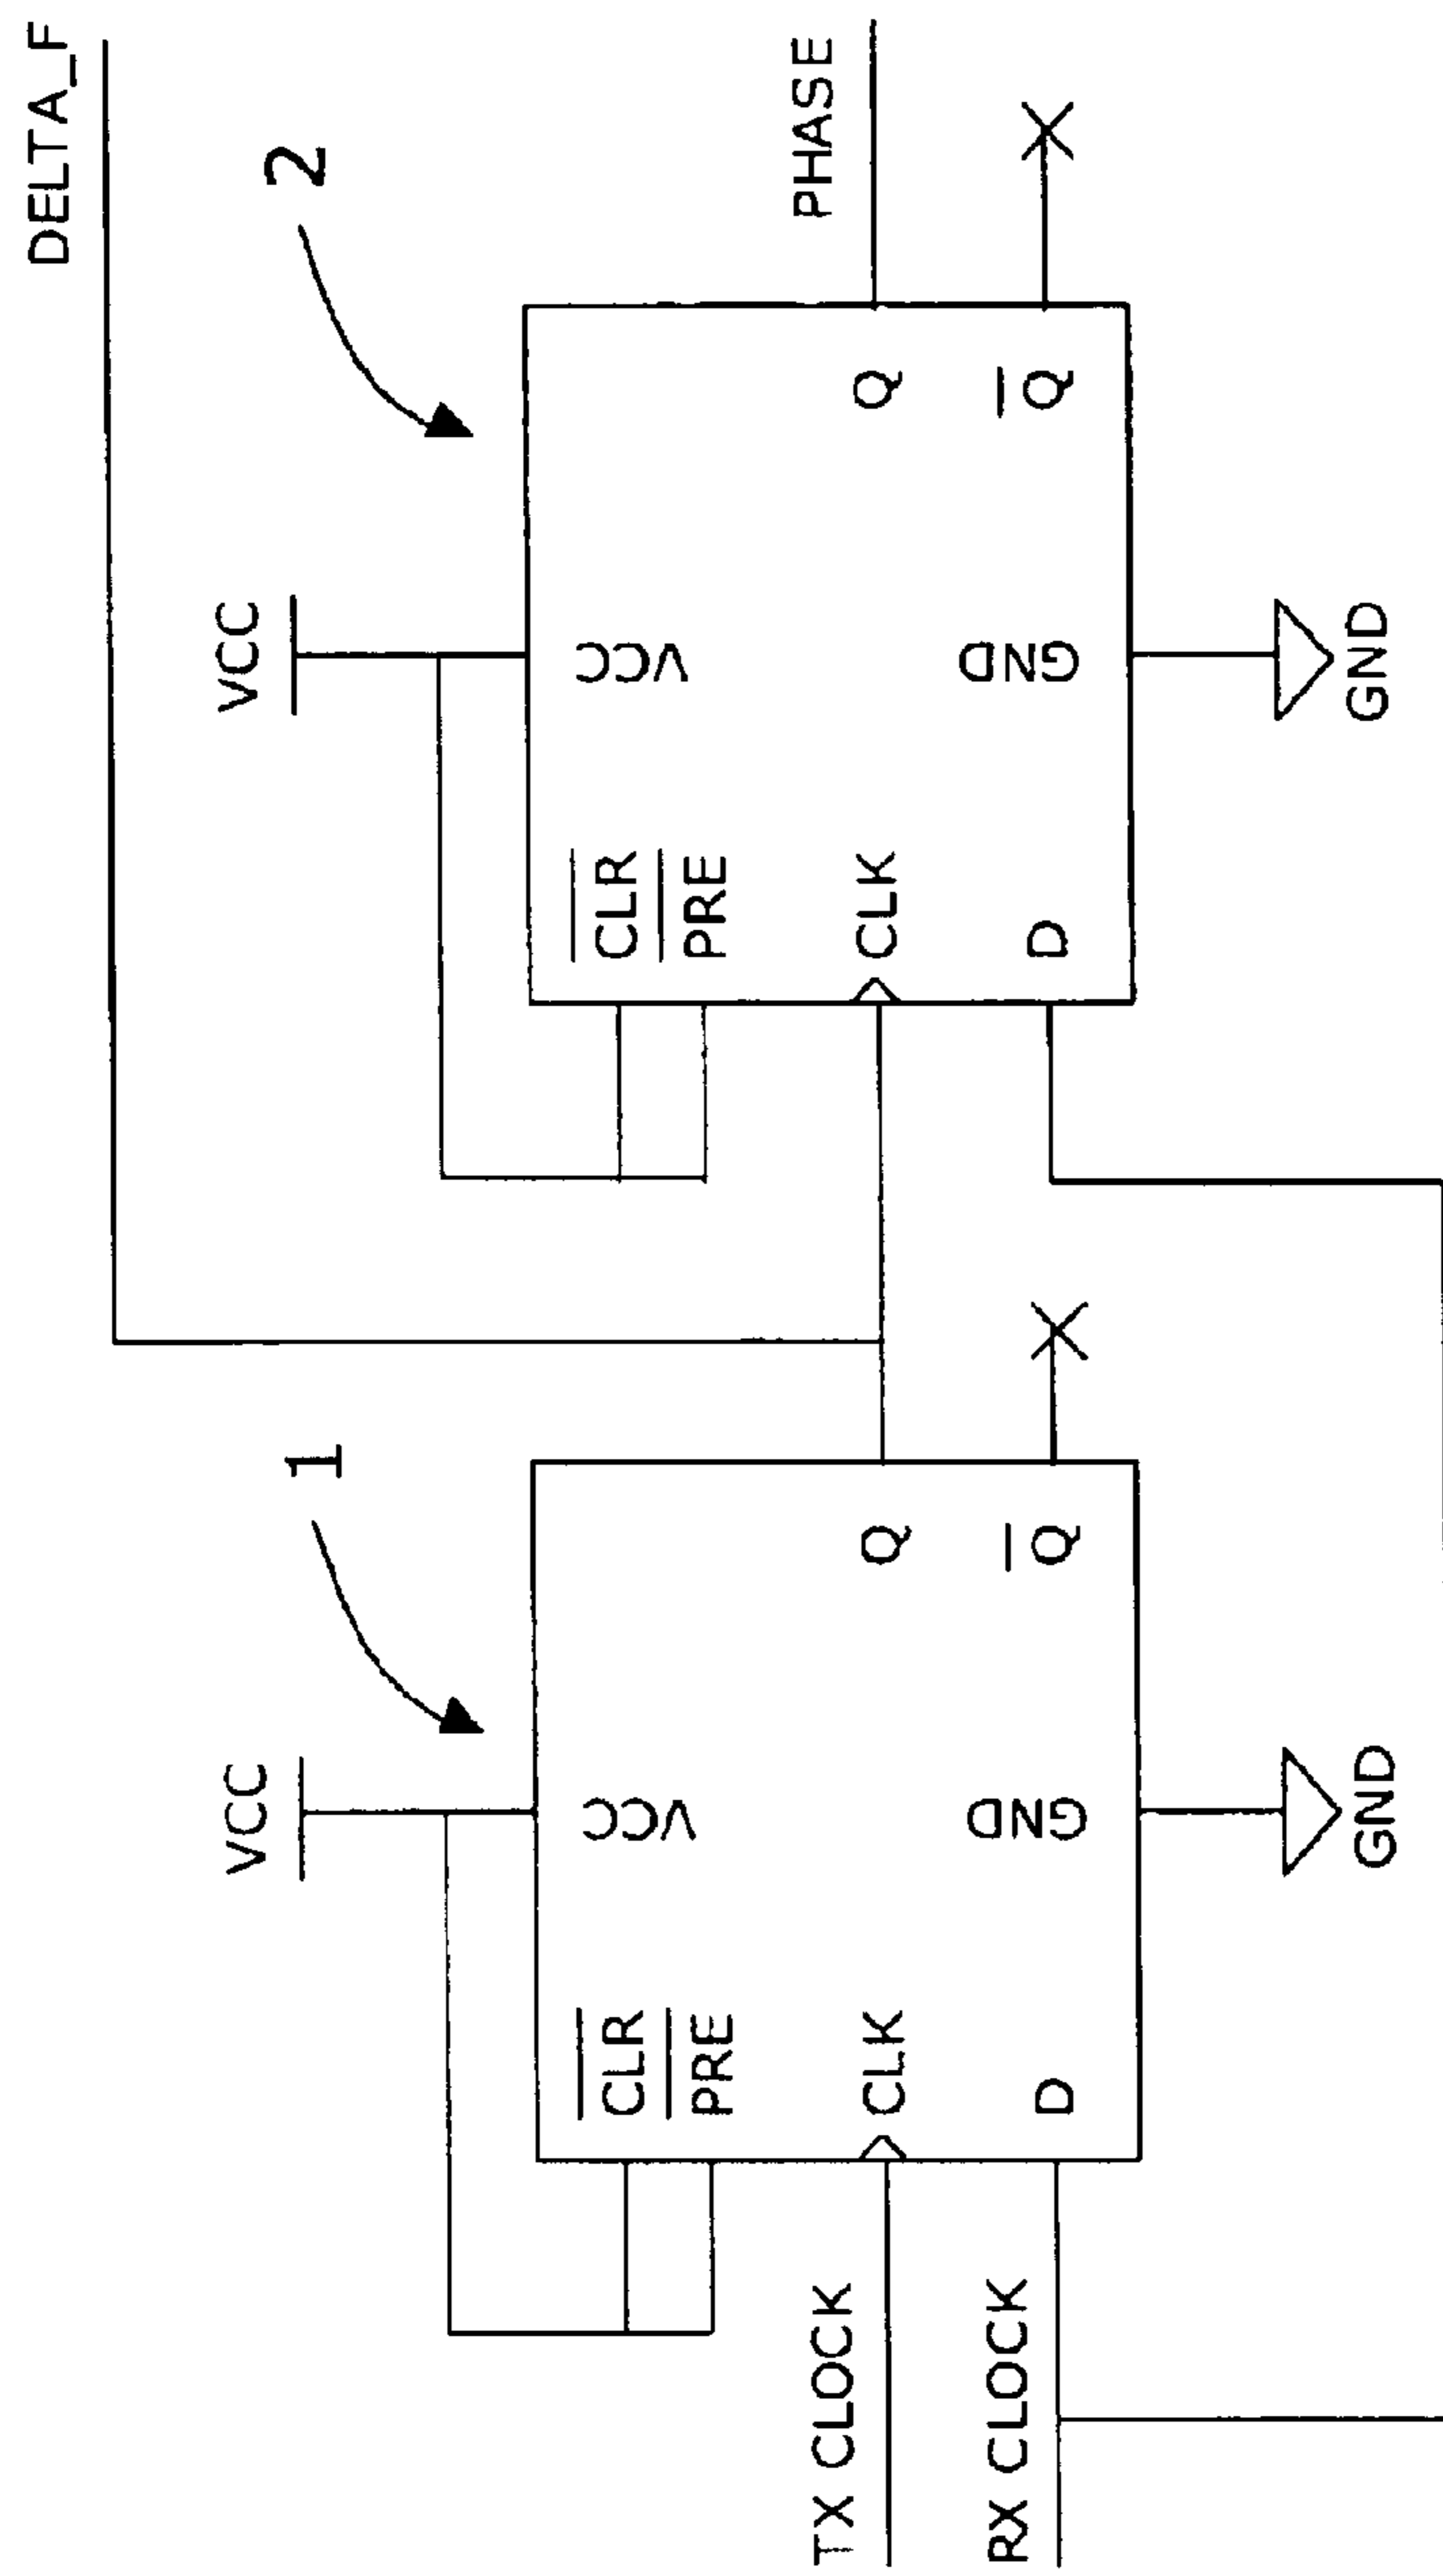 DELTA_F
2
VCC
PHASE
CLR
PRE
CLK
D
VCC
GND
Q
Q
GND
1
VCC
CLR
PRE
CLK
D
VCC
GND
Q
Q
GND
TX CLOCK
RX CLOCK